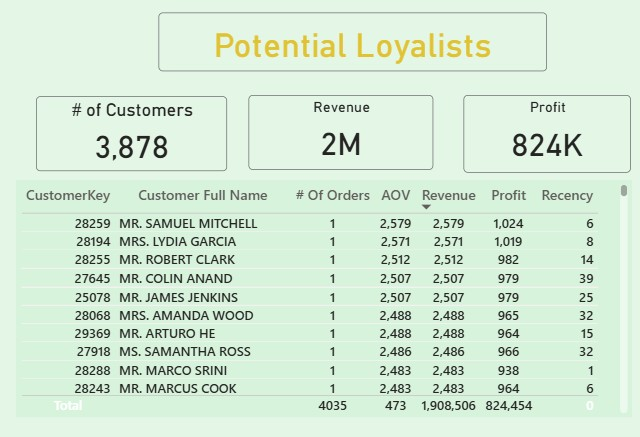 Potential Loyalists
# of Customers
3,878
Revenue
2M
Profit
824K
CustomerKey Customer Full Name # Of Orders AOV Revenue Profit Recency
28259 MR. SAMUEL MITCHELL 1 2,579 2,579 1,024 6
28194 MRS. LYDIA GARCIA 1 2,571 2,571 1,019 8
28255 MR. ROBERT CLARK 1 2,512 2,512 982 14
27645 MR. COLIN ANAND 1 2,507 2,507 979 39
25078 MR. JAMES JENKINS 1 2,507 2,507 979 25
28068 MRS. AMANDA WOOD 1 2,488 2,488 965 32
29369 MR. ARTURO HE 1 2,488 2,488 964 15
27918 MS. SAMANTHA ROSS 1 2,486 2,486 966 32
28288 MR. MARCO SRINI 1 2,483 2,483 938 1
28243 MR. MARCUS COOK 1 2,483 2,483 964 6
Total 4035 473 1,908,506 824,454 0